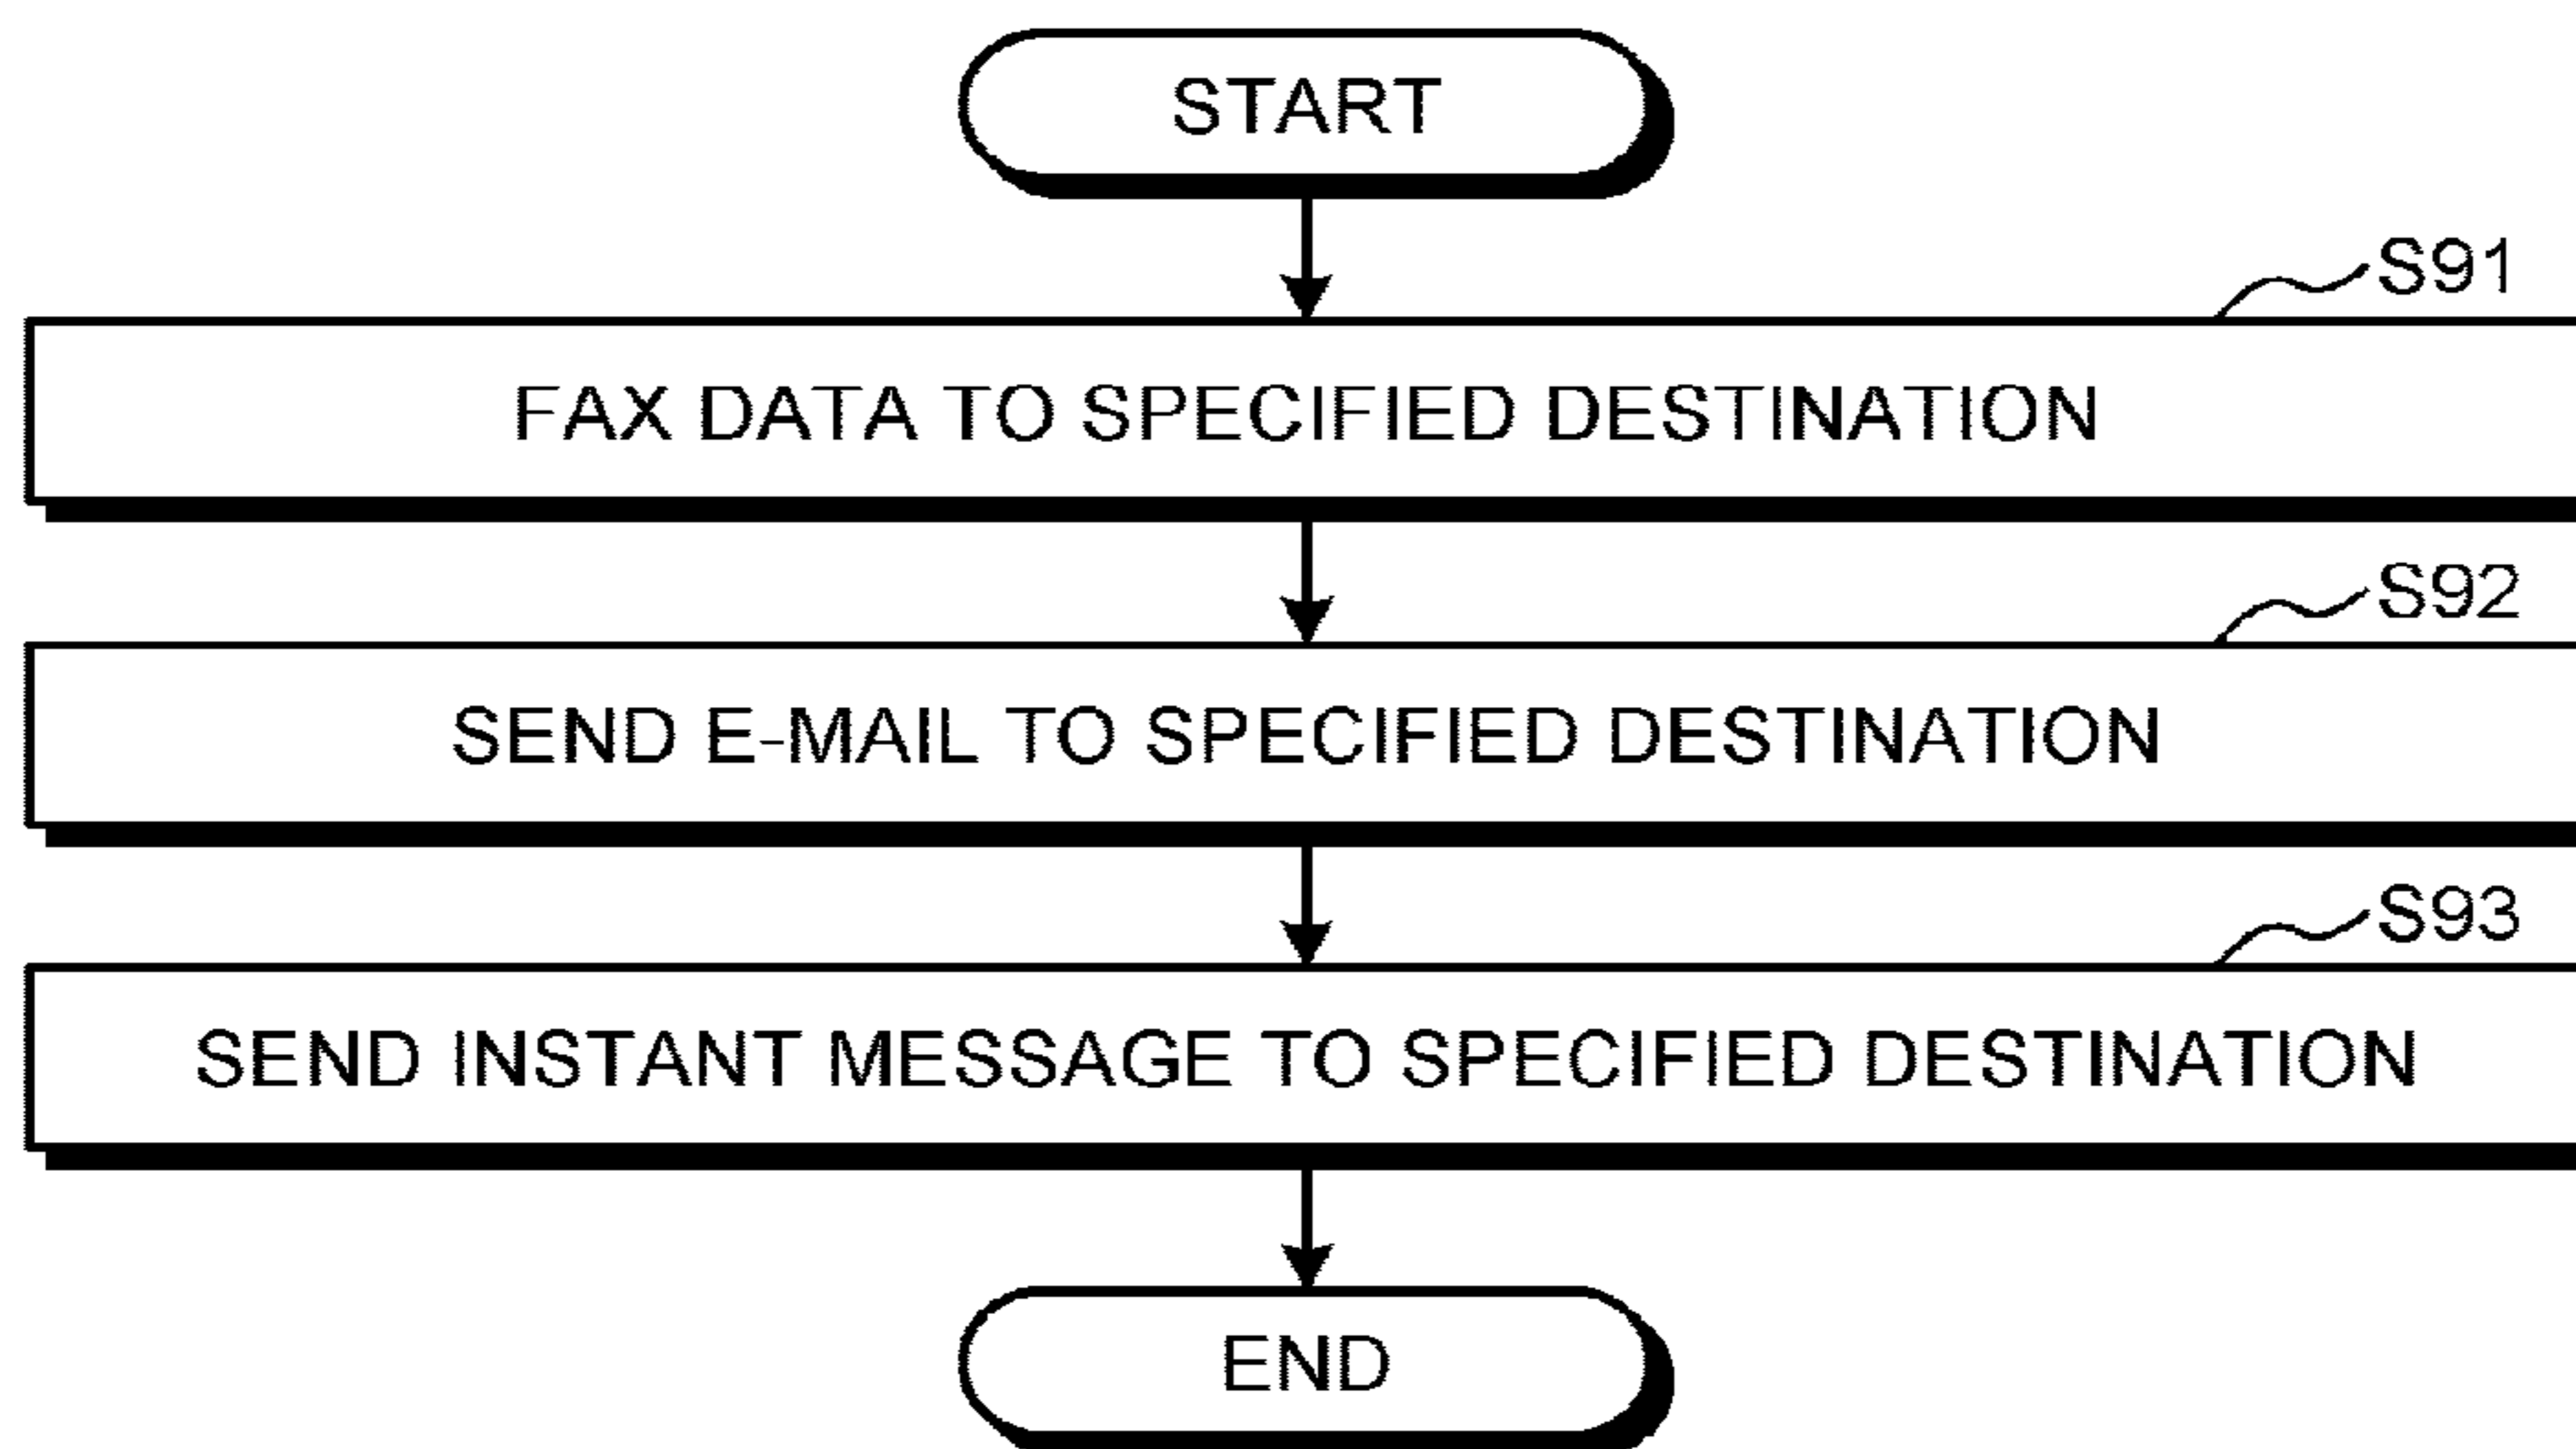 START
S91
FAX DATA TO SPECIFIED DESTINATION
S92
SEND E-MAIL TO SPECIFIED DESTINATION
S93
SEND INSTANT MESSAGE TO SPECIFIED DESTINATION
END